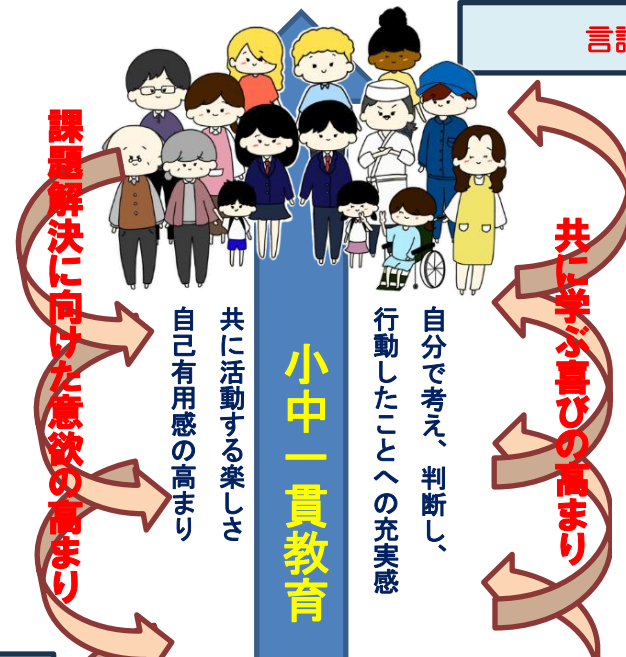 共に学ぶ喜びの高まり
自分で考え、判断し、
行動したことへの充実感
小中一貫教育
共に活動する楽しさ
自己有用感の高まり
課題解決に向けた意欲の高まり